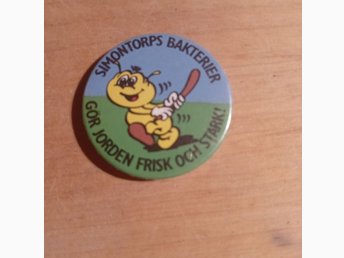 SIMONTORPS BAKTERIER
GÖR JORDEN FRISK OCH STARK!